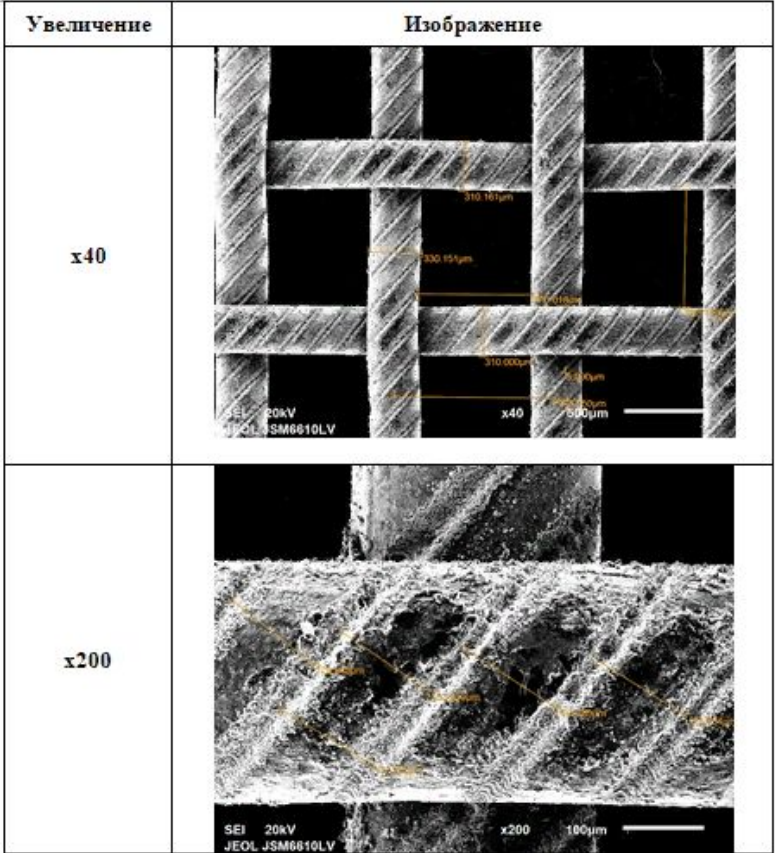 Увеличение
Изображение
x40
310.161µm
330.151µm
310.000µm
SEI 20kV x40 500µm
JEOL JSM6610LV
x200
SEI 20kV x200 100µm
JEOL JSM6610LV